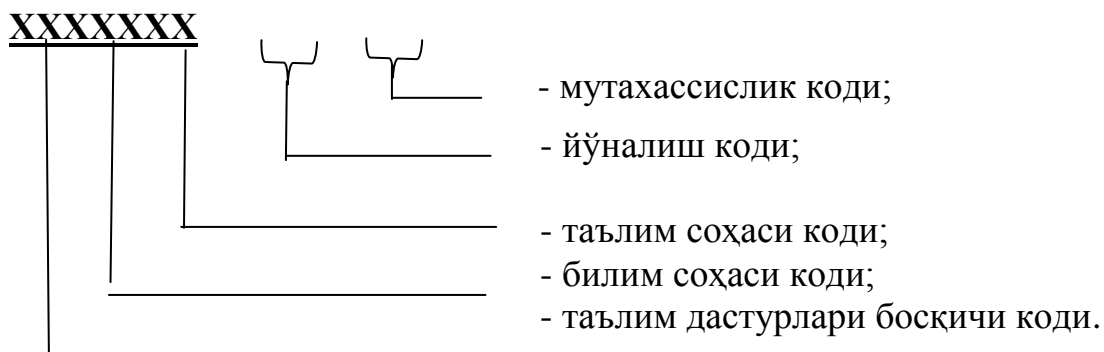 XXXXXXX
- мутахассислик коди;
- йўналиш коди;
- таълим соҳаси коди;
- билим соҳаси коди;
- таълим дастурлари босқичи коди.